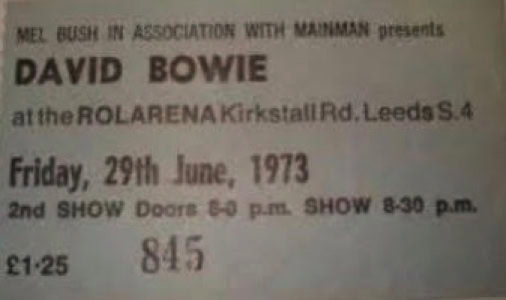 MEL BUSH IN ASSOCIATION WITH MAINMAN presents
DAVID BOWIE
at the ROLARENA Kirkstall Rd. Leeds S.4
Friday, 29th June, 1973
2nd SHOW Doors 8-0 p.m. SHOW 8-30 p.m.
£1·25 845